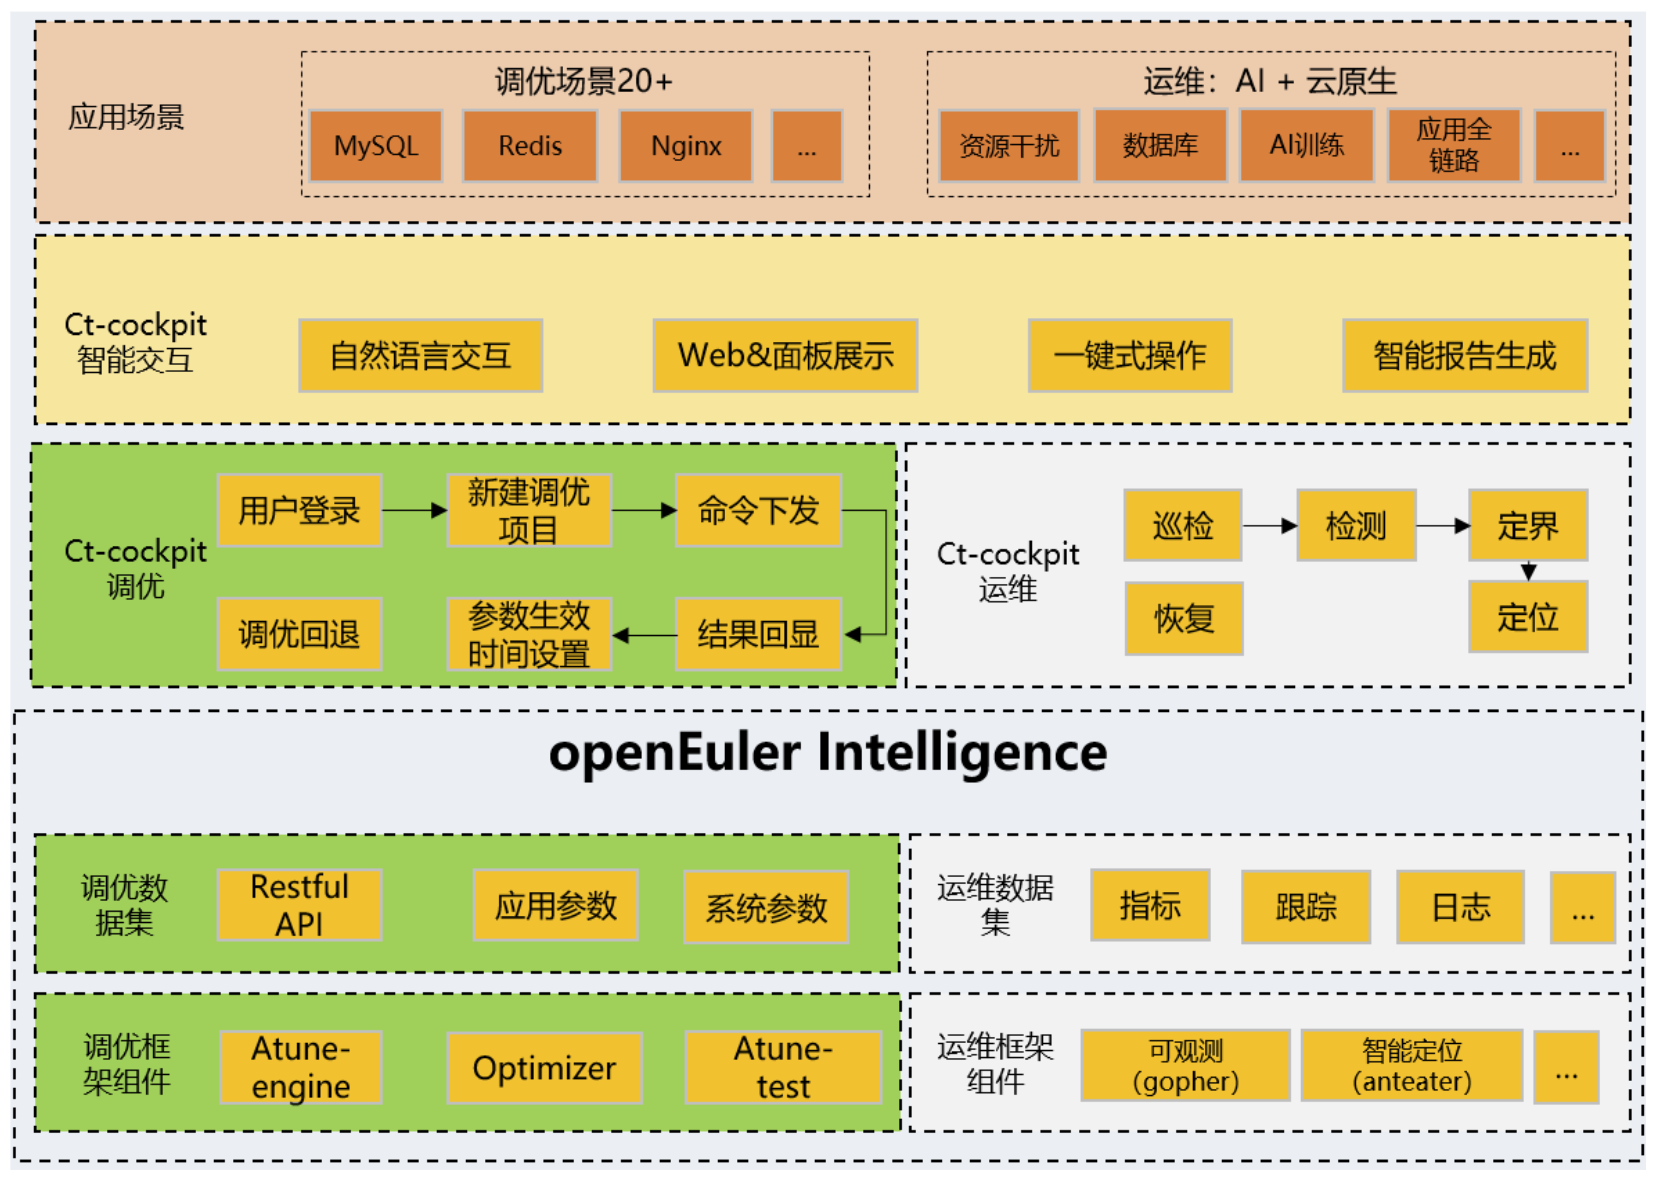 应用场景
调优场景20+
MySQL
Redis
Nginx
...
运维：AI + 云原生
资源干扰
数据库
AI训练
应用全
链路
...
Ct-cockpit
智能交互
自然语言交互
Web&面板展示
一键式操作
智能报告生成
Ct-cockpit
调优
用户登录
新建调优
项目
命令下发
调优回退
参数生效
时间设置
结果回显
Ct-cockpit
运维
巡检
检测
定界
恢复
定位
openEuler Intelligence
调优数
据集
Restful
API
应用参数
系统参数
运维数据
集
指标
跟踪
日志
...
调优框
架组件
Atune-
engine
Optimizer
Atune-
test
运维框架
组件
可观测
（gopher）
智能定位
（anteater）
...